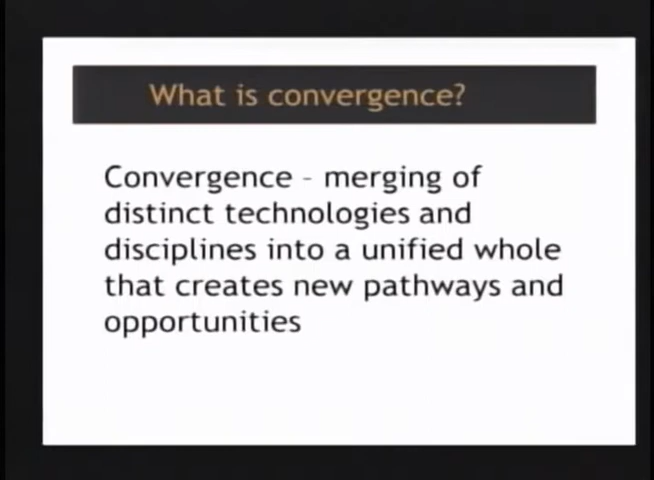 What is convergence?
Convergence - merging of
distinct technologies and
disciplines into a unified whole
that creates new pathways and
opportunities